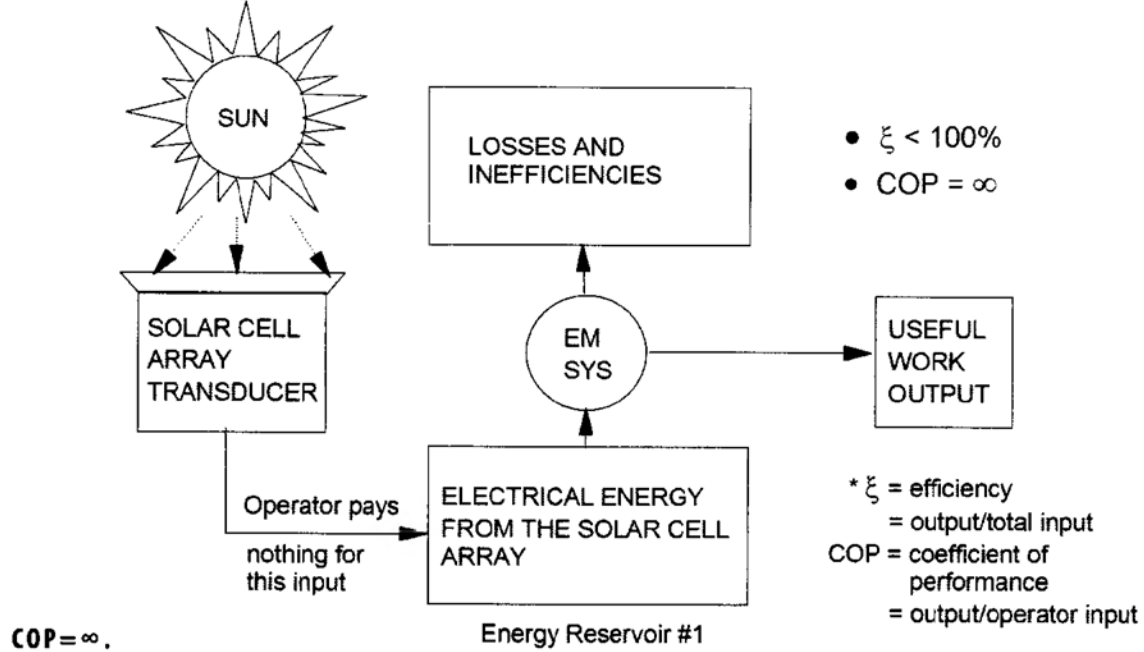 SUN
LOSSES AND
INEFFICIENCIES
• ξ < 100%
• COP = ∞
SOLAR CELL
ARRAY
TRANSDUCER
EM
SYS
USEFUL
WORK
OUTPUT
Operator pays
nothing for
this input
ELECTRICAL ENERGY
FROM THE SOLAR CELL
ARRAY
* ξ = efficiency
= output/total input
COP = coefficient of
performance
= output/operator input
Energy Reservoir #1
COP=∞.